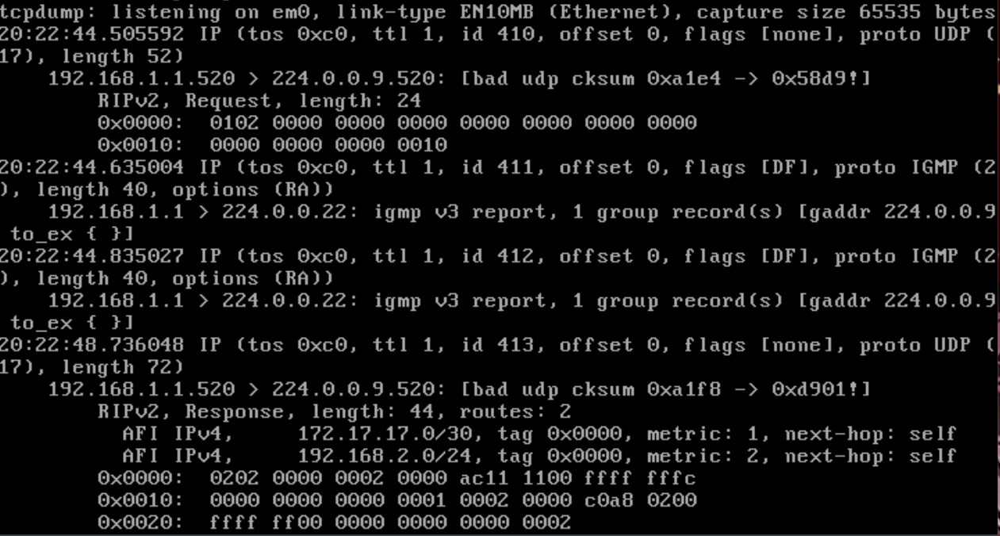 tcpdump: listening on em0, link-type EN10MB (Ethernet), capture size 65535 bytes
20:22:44.505592 IP (tos 0xc0, ttl 1, id 410, offset 0, flags [none], proto UDP (
17), length 52)
    192.168.1.1.520 > 224.0.0.9.520: [bad udp cksum 0xa1e4 -> 0x58d9!]
        RIPv2, Request, length: 24
        0x0000:  0102 0000 0000 0000 0000 0000 0000 0000
        0x0010:  0000 0000 0000 0010
20:22:44.635004 IP (tos 0xc0, ttl 1, id 411, offset 0, flags [DF], proto IGMP (2
), length 40, options (RA))
    192.168.1.1 > 224.0.0.22: igmp v3 report, 1 group record(s) [gaddr 224.0.0.9
 to_ex { }]
20:22:44.835027 IP (tos 0xc0, ttl 1, id 412, offset 0, flags [DF], proto IGMP (2
), length 40, options (RA))
    192.168.1.1 > 224.0.0.22: igmp v3 report, 1 group record(s) [gaddr 224.0.0.9
 to_ex { }]
20:22:48.736048 IP (tos 0xc0, ttl 1, id 413, offset 0, flags [none], proto UDP (
17), length 72)
    192.168.1.1.520 > 224.0.0.9.520: [bad udp cksum 0xa1f8 -> 0xd901!]
        RIPv2, Response, length: 44, routes: 2
          AFI IPv4,      172.17.17.0/30, tag 0x0000, metric: 1, next-hop: self
          AFI IPv4,      192.168.2.0/24, tag 0x0000, metric: 2, next-hop: self
        0x0000:  0202 0000 0002 0000 ac11 1100 ffff fffc
        0x0010:  0000 0000 0000 0001 0002 0000 c0a8 0200
        0x0020:  ffff ff00 0000 0000 0000 0002